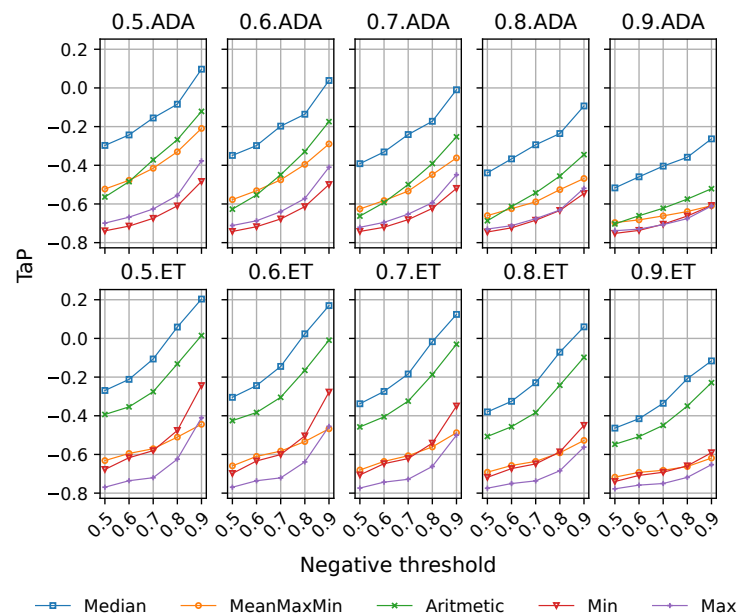 0.5.ADA 0.6.ADA 0.7.ADA 0.8.ADA 0.9.ADA
0.2
0.0
−0.2
−0.4
−0.6
−0.8
TaP
0.5.ET 0.6.ET 0.7.ET 0.8.ET 0.9.ET
0.2
0.0
−0.2
−0.4
−0.6
−0.8
0.5 0.6 0.7 0.8 0.9 0.5 0.6 0.7 0.8 0.9 0.5 0.6 0.7 0.8 0.9 0.5 0.6 0.7 0.8 0.9 0.5 0.6 0.7 0.8 0.9
Negative threshold
Median MeanMaxMin Aritmetic Min Max